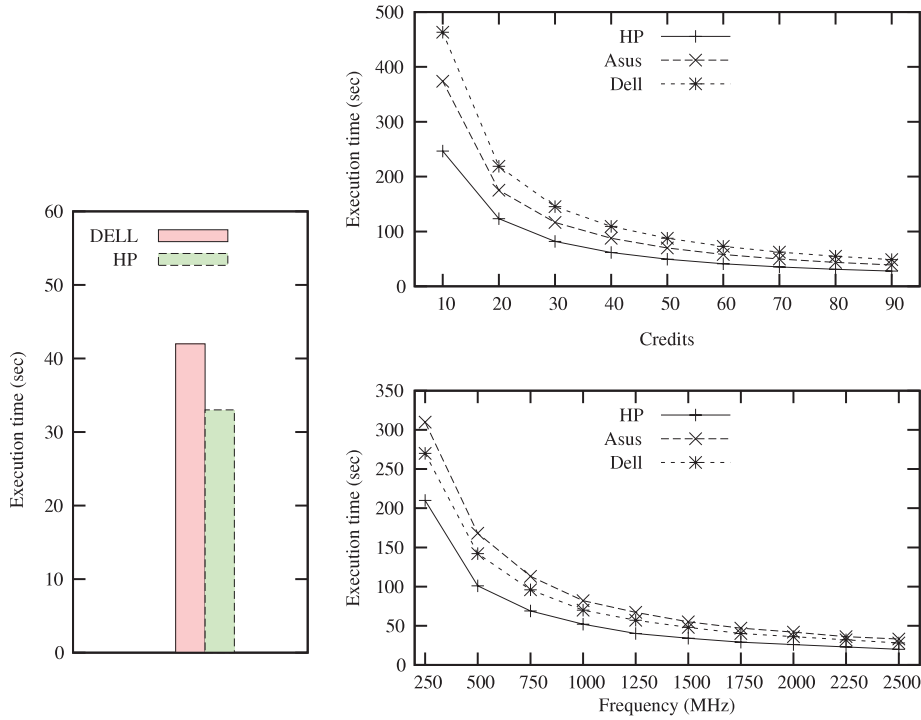 60
50
40
30
20
10
0
Execution time (sec)
DELL
HP
500
400
300
200
100
0
Execution time (sec)
HP
Asus
Dell
10 20 30 40 50 60 70 80 90
Credits
350
300
250
200
150
100
50
0
Execution time (sec)
HP
Asus
Dell
250 500 750 1000 1250 1500 1750 2000 2250 2500
Frequency (MHz)